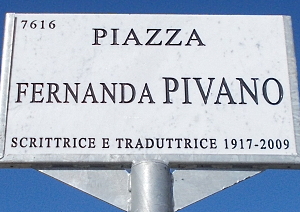 7616
PIAZZA
FERNANDA PIVANO
SCRITTRICE E TRADUTTRICE 1917-2009